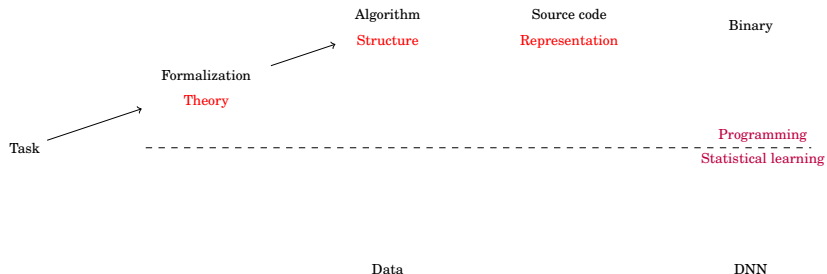 Algorithm
Structure
Source code
Representation
Binary
Formalization
Theory
Task
Programming
Statistical learning
Data
DNN